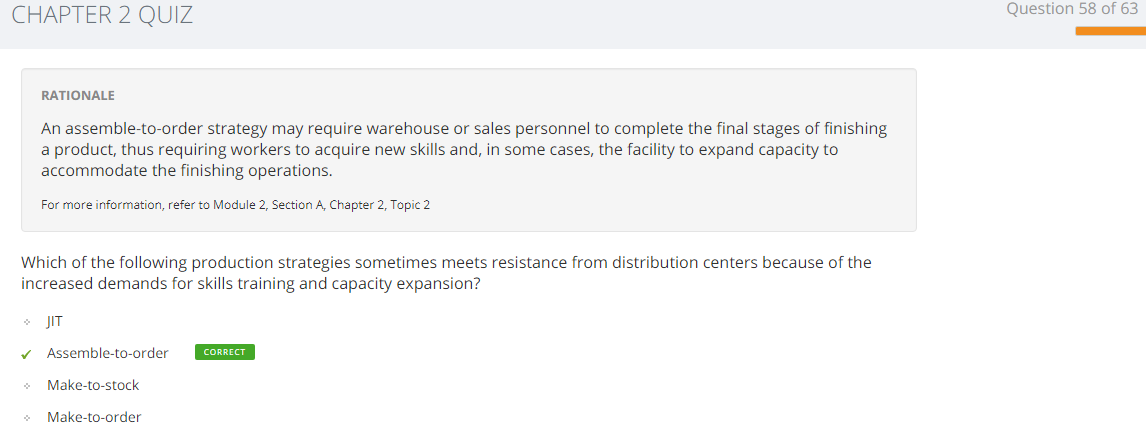 CHAPTER 2 QUIZ
Question 58 of 63
RATIONALE
An assemble-to-order strategy may require warehouse or sales personnel to complete the final stages of finishing
a product, thus requiring workers to acquire new skills and, in some cases, the facility to expand capacity to
accommodate the finishing operations.
For more information, refer to Module 2, Section A, Chapter 2, Topic 2
Which of the following production strategies sometimes meets resistance from distribution centers because of the
increased demands for skills training and capacity expansion?
JIT
Assemble-to-order CORRECT
Make-to-stock
Make-to-order